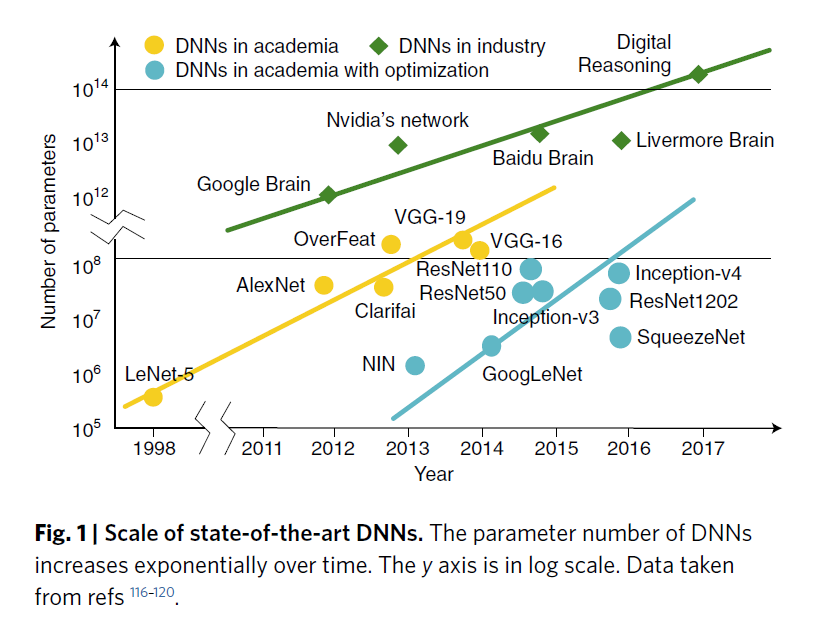 DNNs in academia
DNNs in industry
DNNs in academia with optimization
Digital
Reasoning
10¹⁴
Nvidia's network
10¹³
Livermore Brain
Baidu Brain
Google Brain
10¹²
VGG-19
OverFeat
VGG-16
10⁸
ResNet110
Inception-v4
AlexNet
ResNet50
ResNet1202
Clarifai
Inception-v3
10⁷
SqueezeNet
NIN
LeNet-5
GoogLeNet
10⁶
10⁵
Number of parameters
1998 2011 2012 2013 2014 2015 2016 2017
Year
Fig. 1 | Scale of state-of-the-art DNNs. The parameter number of DNNs
increases exponentially over time. The y axis is in log scale. Data taken
from refs ¹¹⁶⁻¹²⁰.